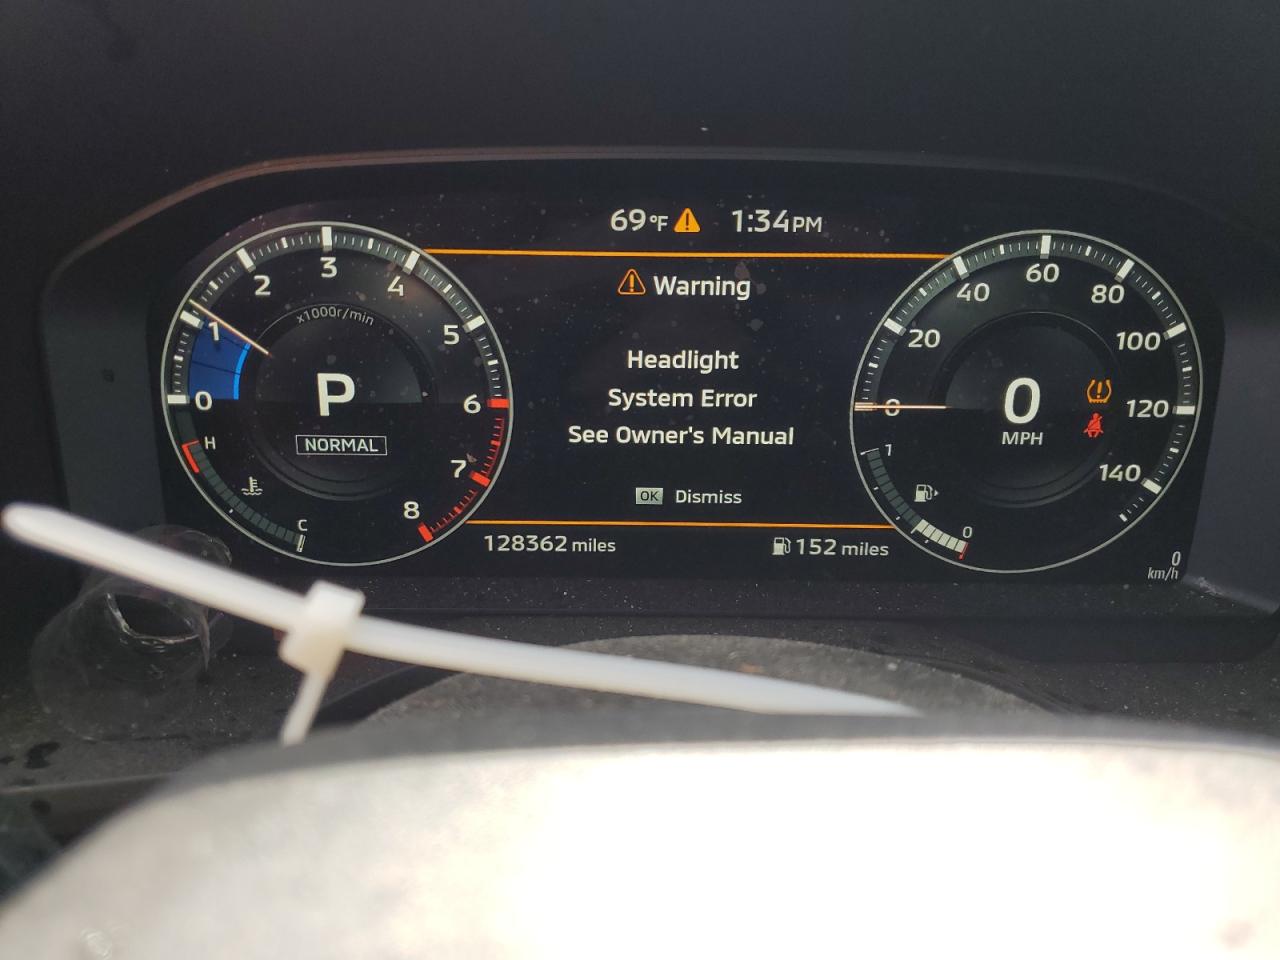 69°F 1:34PM
Warning
Headlight
System Error
See Owner's Manual
OK Dismiss
128362 miles 152 miles
0 1 2 3 4 5 6 7 8
x1000r/min
P
NORMAL
H
C
0 20 40 60 80 100 120 140
0
MPH
1
0
0
km/h